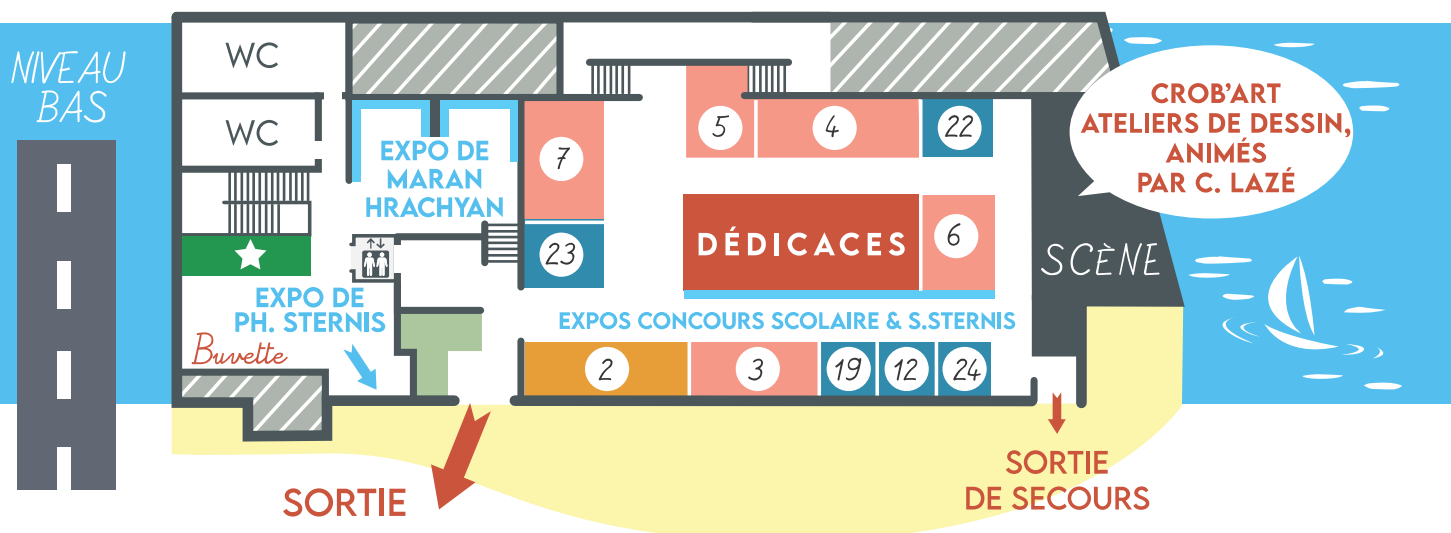 NIVEAU
BAS
WC
WC
EXPO DE
MARAN
HRACHYAN
EXPO DE
PH. STERNIS
Buvette
7
23
5
4
22
DÉDICACES
6
SCÈNE
CROB'ART
ATELIERS DE DESSIN,
ANIMÉS
PAR C. LAZÉ
EXPOS CONCOURS SCOLAIRE & S.STERNIS
2
3
19
12
24
SORTIE
SORTIE
DE SECOURS